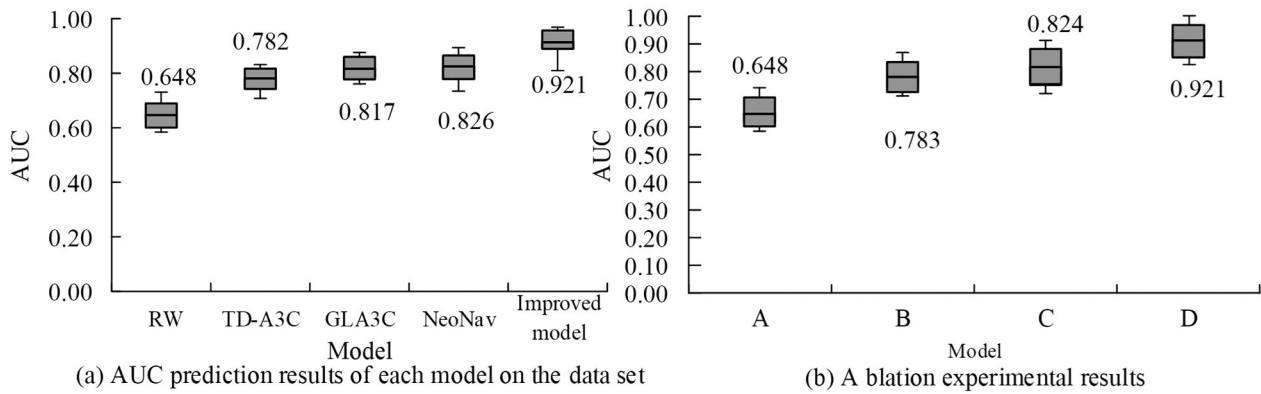 AUC
1.00
0.80
0.60
0.40
0.20
0.00
0.648
0.782
0.817
0.826
0.921
RW
TD-A3C
GLA3C
NeoNav
Improved
model
Model
(a) AUC prediction results of each model on the data set
AUC
1.00
0.90
0.80
0.70
0.60
0.50
0.40
0.30
0.20
0.10
0.00
0.648
0.783
0.824
0.921
A
B
C
D
Model
(b) A blation experimental results